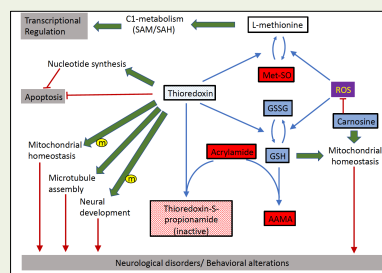 Transcriptional
Regulation
C1-metabolism
(SAM/SAH)
L-methionine
Nucleotide synthesis
Met-SO
Thioredoxin
ROS
Apoptosis
GSSG
Carnosine
Mitochondrial
homeostasis
m
Acrylamide
GSH
Mitochondrial
homeostasis
Microtubule
assembly
m
Neural
development
Thioredoxin-S-
propionamide
(inactive)
AAMA
Neurological disorders/ Behavioral alterations